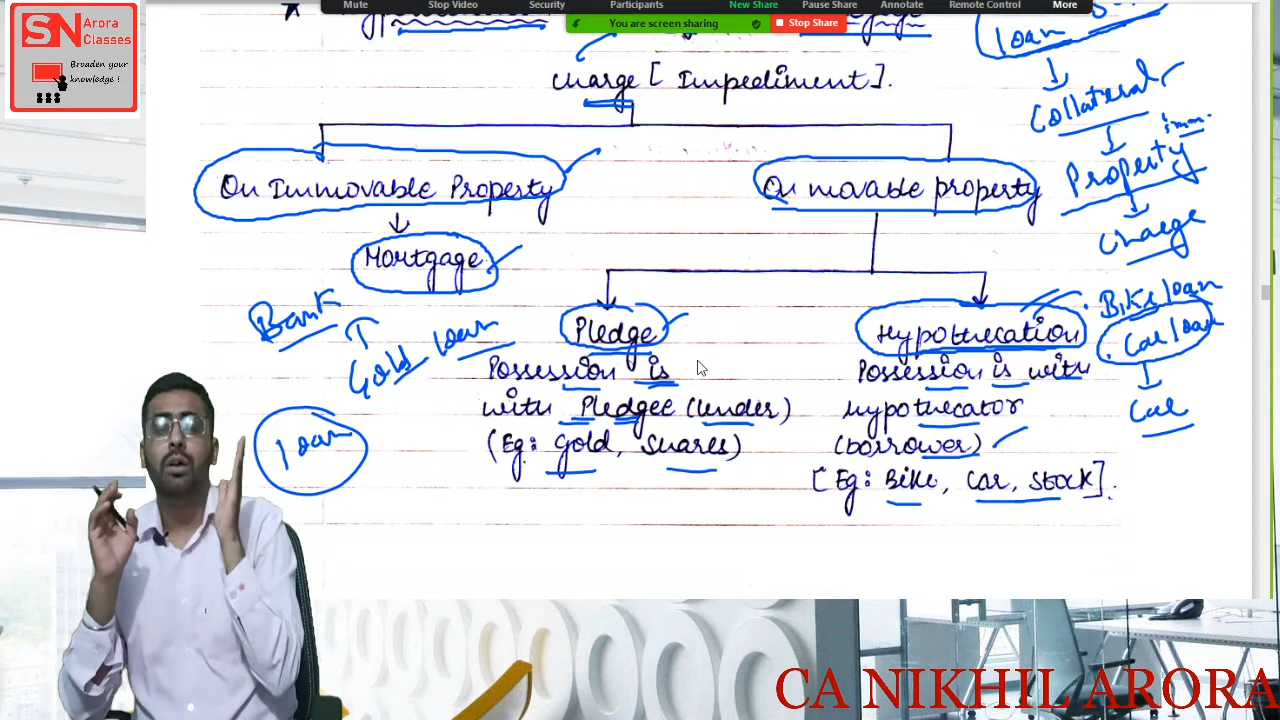 Mute Stop Video Security Participants New Share Pause Share Annotate Remote Control More
You are screen sharing Stop Share
SN Arora Classes
Broaden your knowledge !
loan
Charge [Impediment].
Collateral
imm.
Property
Charge
On Immovable Property
On movable property
Mortgage
Bank
Gold loan
loan
Pledge
Possession is
with Pledgee (lender)
(Eg: Gold, Shares)
Hypothecation
Possession is with
hypothecator
(borrower)
[Eg: Bike, Car, Stock].
. Bike loan
. Car loan
Car
CA NIKHIL ARORA